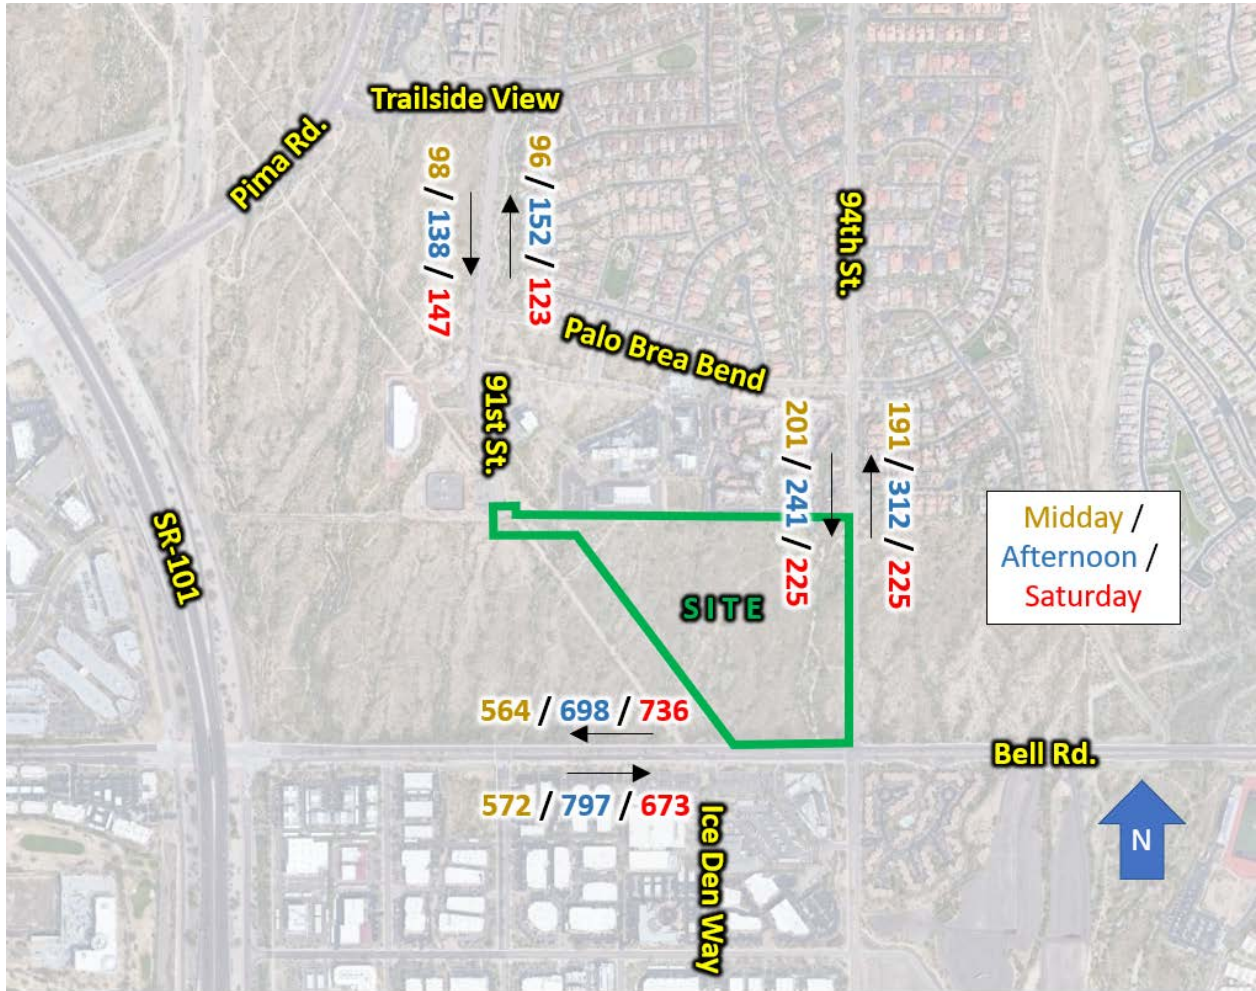 Trailside View
Pima Rd.
98 / 138 / 147
96 / 152 / 123
94th St.
Palo Brea Bend
91st St.
201 / 241 / 225
191 / 312 / 225
SR-101
Midday /
Afternoon /
Saturday
SITE
564 / 698 / 736
Bell Rd.
572 / 797 / 673
Ice Den Way
N